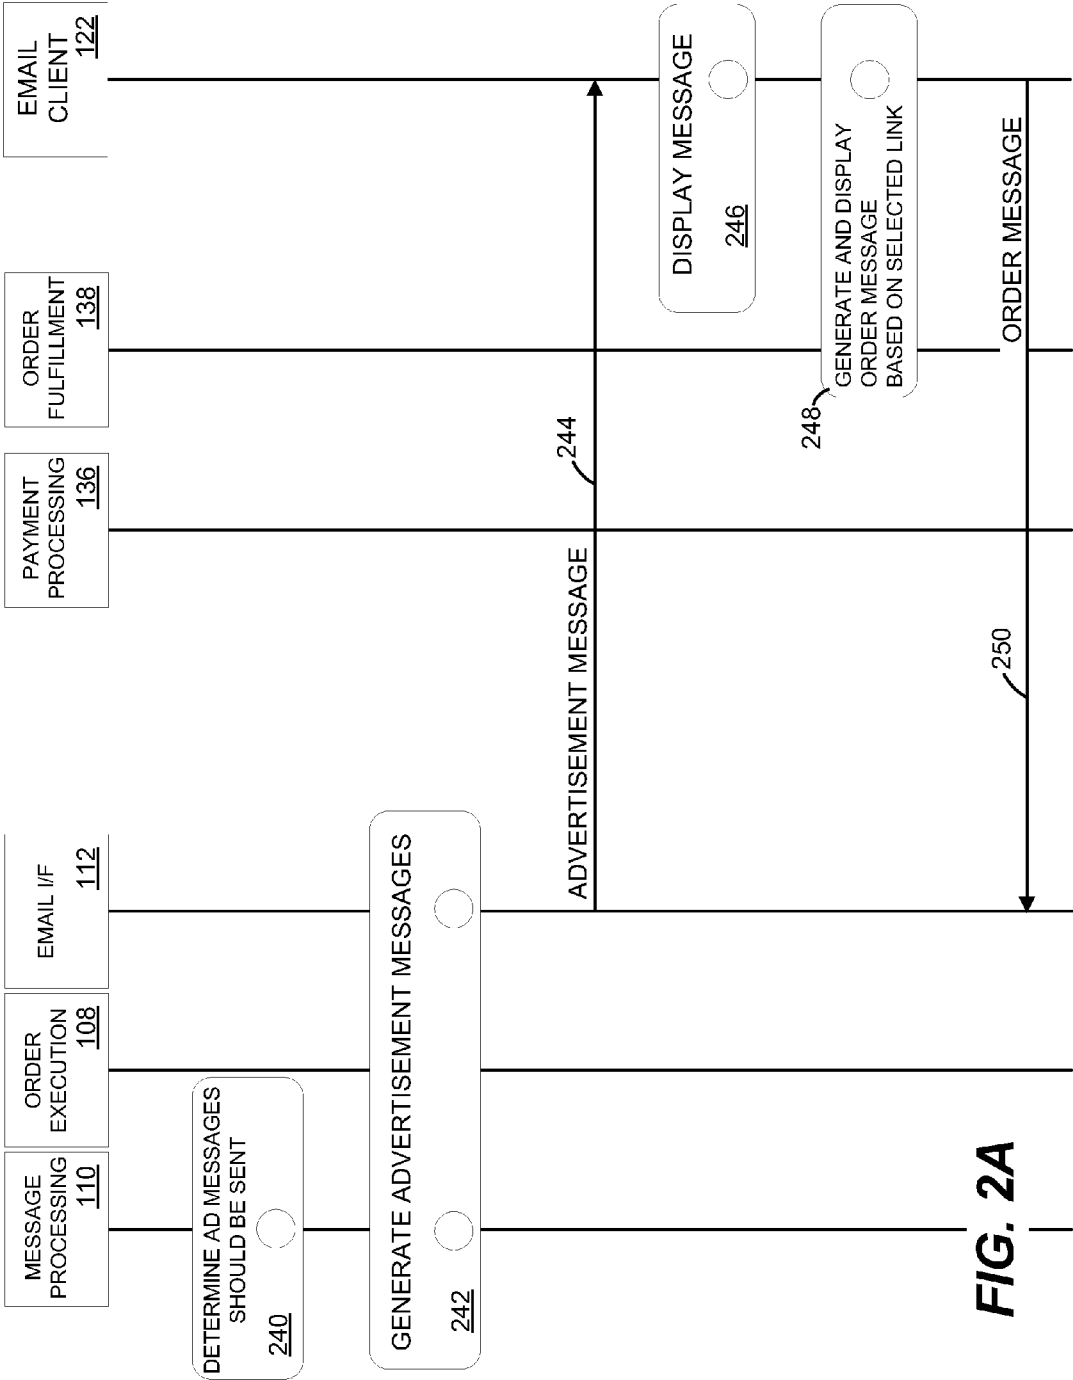 MESSAGE
PROCESSING
110
ORDER
EXECUTION
108
EMAIL I/F
112
PAYMENT
PROCESSING
136
ORDER
FULFILLMENT
138
EMAIL
CLIENT
122
DETERMINE AD MESSAGES
SHOULD BE SENT
240
GENERATE ADVERTISEMENT MESSAGES
242
ADVERTISEMENT MESSAGE
244
DISPLAY MESSAGE
246
248
GENERATE AND DISPLAY
ORDER MESSAGE
BASED ON SELECTED LINK
ORDER MESSAGE
250
FIG. 2A